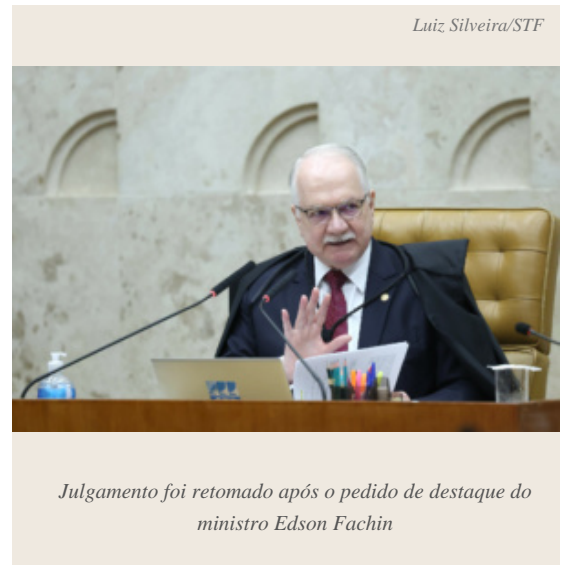 Luiz Silveira/STF
Julgamento foi retomado após o pedido de destaque do
ministro Edson Fachin